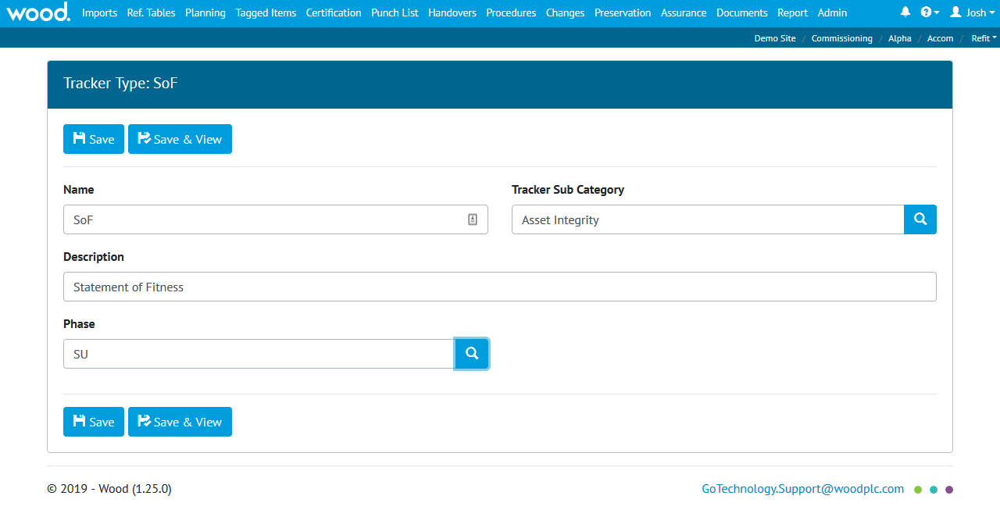 wood. Imports Ref. Tables Planning Tagged Items Certification Punch List Handovers Procedures Changes Preservation Assurance Documents Report Admin Josh
Demo Site / Commissioning / Alpha / Accom / Refit
Tracker Type: SoF
Save Save & View
Name Tracker Sub Category
SoF Asset Integrity
Description
Statement of Fitness
Phase
SU
Save Save & View
© 2019 - Wood (1.25.0) GoTechnology.Support@woodplc.com